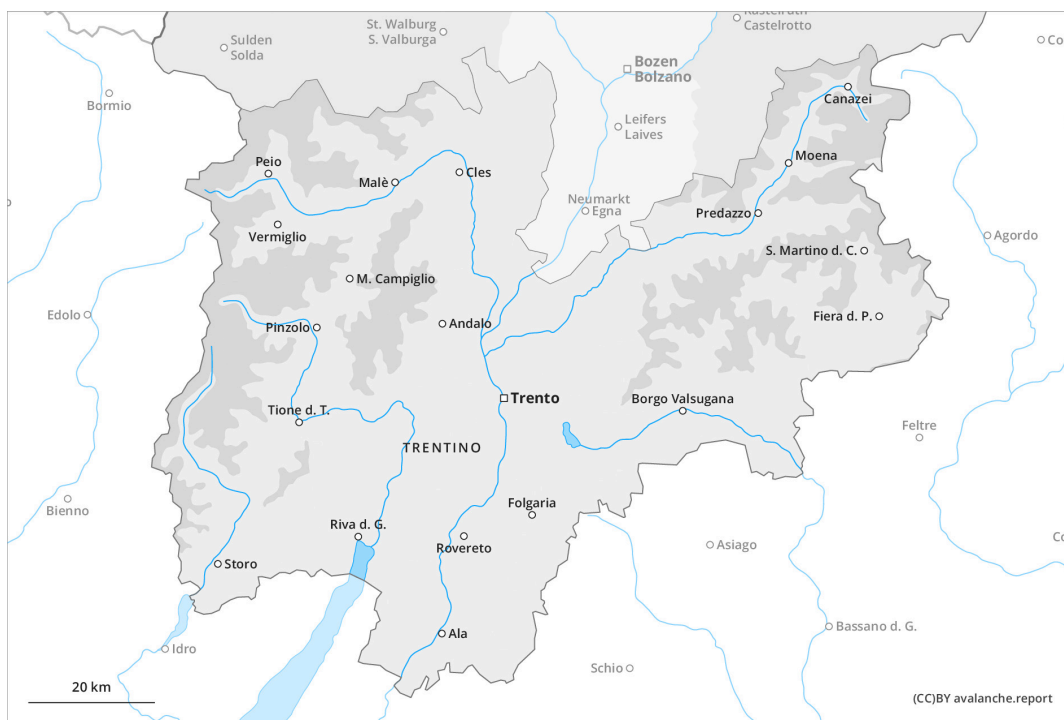 St. Walburg
S. Valburga
Kastelruth
Castelrotto
Sulden
Solda
Bozen
Bolzano
Bormio
Canazei
Leifers
Laives
Moena
Peio
Malè
Cles
Neumarkt
Egna
Predazzo
Vermiglio
Agordo
S. Martino d. C.
M. Campiglio
Edolo
Pinzolo
Andalo
Fiera d. P.
Trento
Borgo Valsugana
Tione d. T.
Feltre
TRENTINO
Bienno
Folgaria
Riva d. G.
Rovereto
Asiago
Storo
Bassano d. G.
Ala
Idro
Schio
20 km
(CC)BY avalanche.report